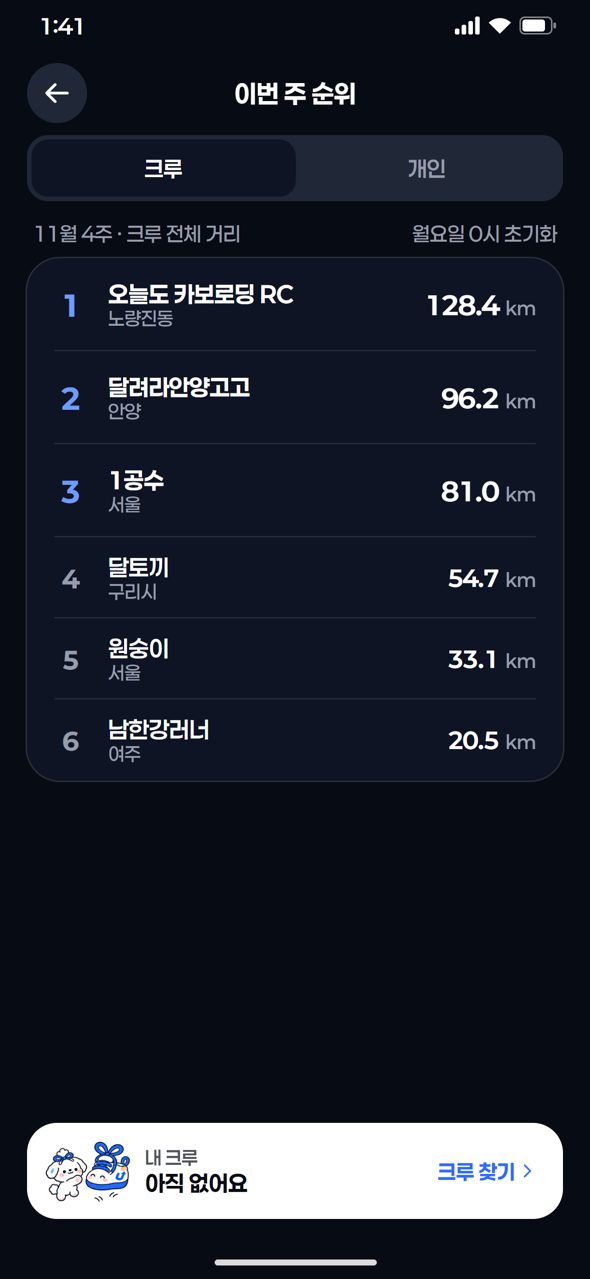 1:41
이번 주 순위
크루
개인
11월 4주 · 크루 전체 거리
월요일 0시 초기화
1
오늘도 카보로딩 RC
노량진동
128.4 km
2
달려라안양고고
안양
96.2 km
3
1공수
서울
81.0 km
4
달토끼
구리시
54.7 km
5
원숭이
서울
33.1 km
6
남한강러너
여주
20.5 km
내 크루
아직 없어요
크루 찾기